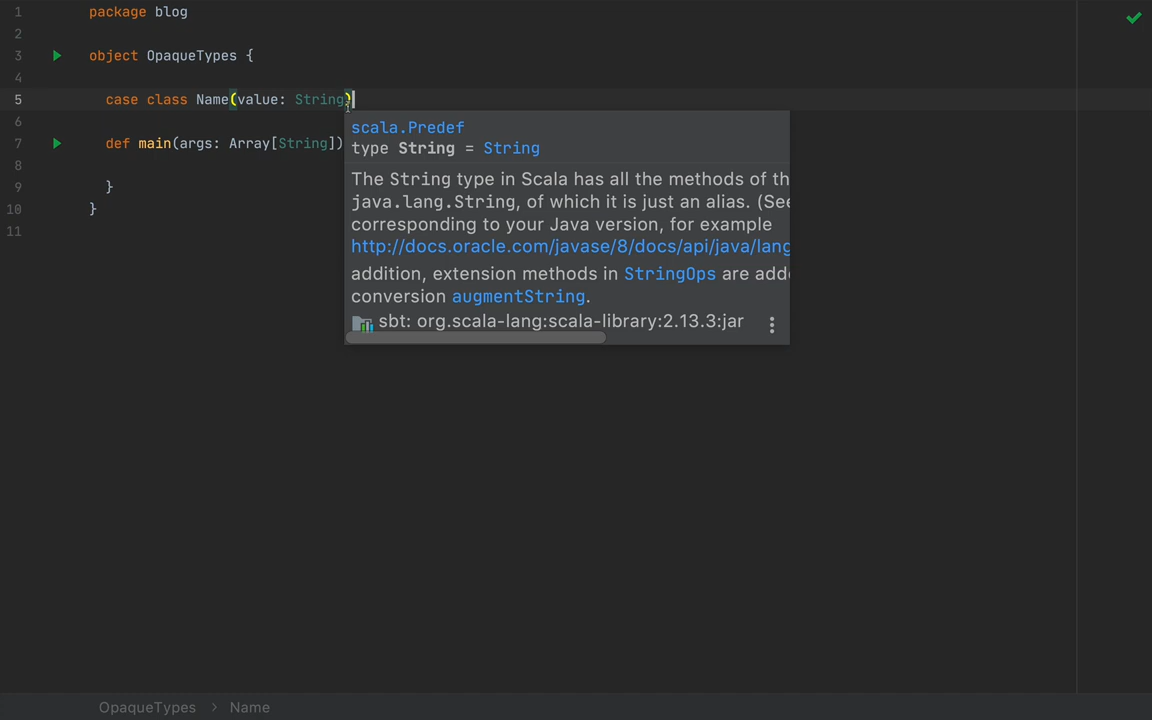 1 package blog
2
3 object OpaqueTypes {
4
5 case class Name(value: String)
6
7 def main(args: Array[String])
8
9 }
10 }
11
scala.Predef
type String = String
The String type in Scala has all the methods of th
java.lang.String, of which it is just an alias. (See
corresponding to your Java version, for example
http://docs.oracle.com/javase/8/docs/api/java/lang
addition, extension methods in StringOps are adde
conversion augmentString.
sbt: org.scala-lang:scala-library:2.13.3:jar
OpaqueTypes > Name